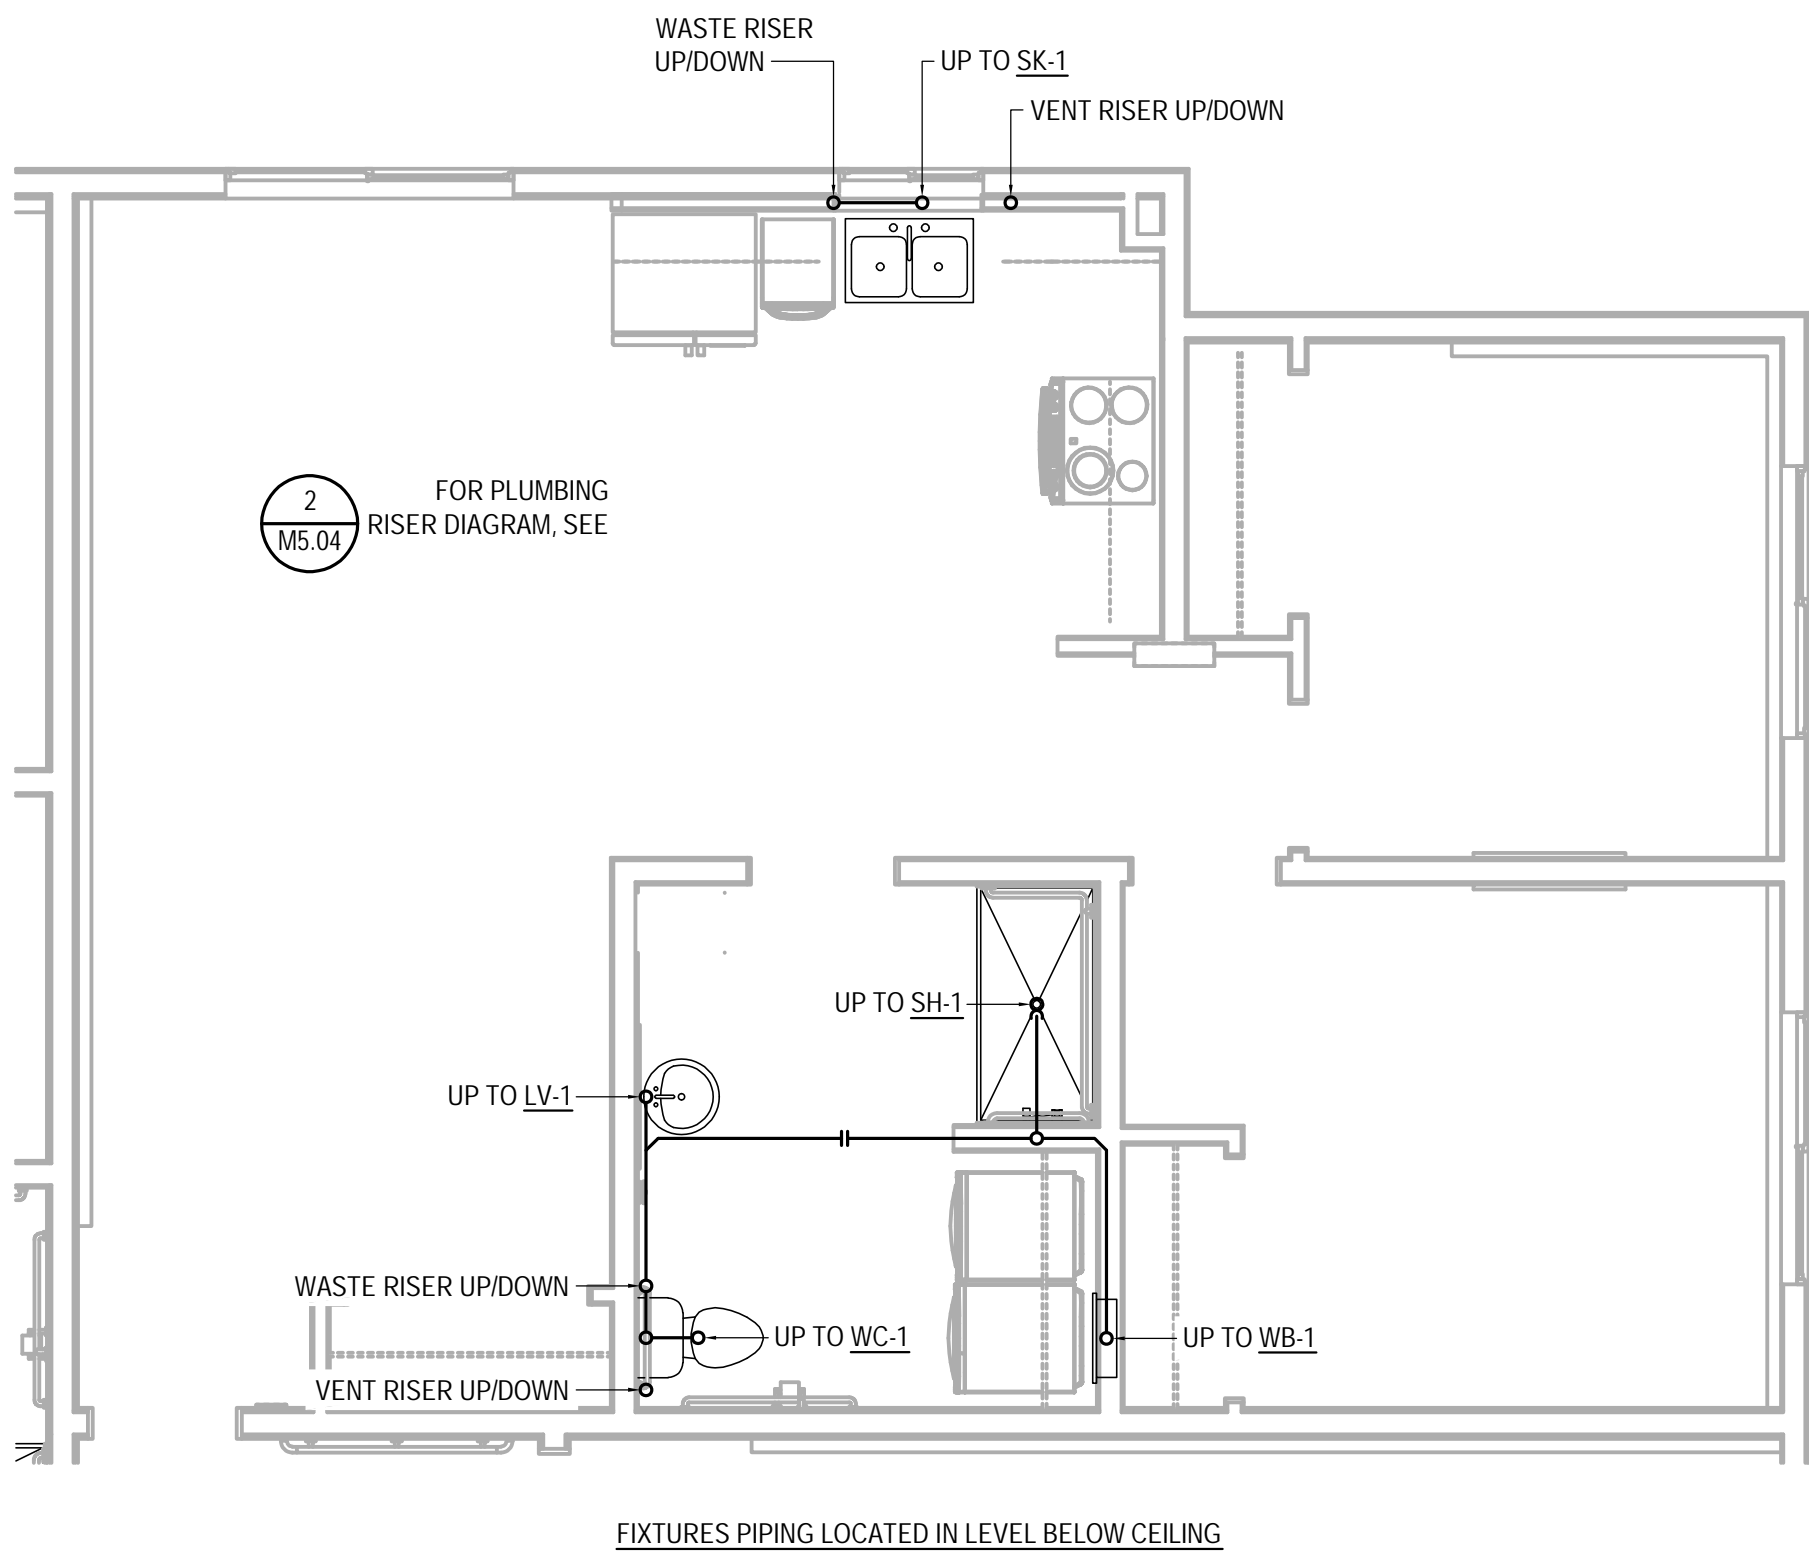 WASTE RISER
UP/DOWN
UP TO SK-1
VENT RISER UP/DOWN
2
M5.04
FOR PLUMBING
RISER DIAGRAM, SEE
UP TO SH-1
UP TO LV-1
WASTE RISER UP/DOWN
UP TO WC-1
UP TO WB-1
VENT RISER UP/DOWN
FIXTURES PIPING LOCATED IN LEVEL BELOW CEILING